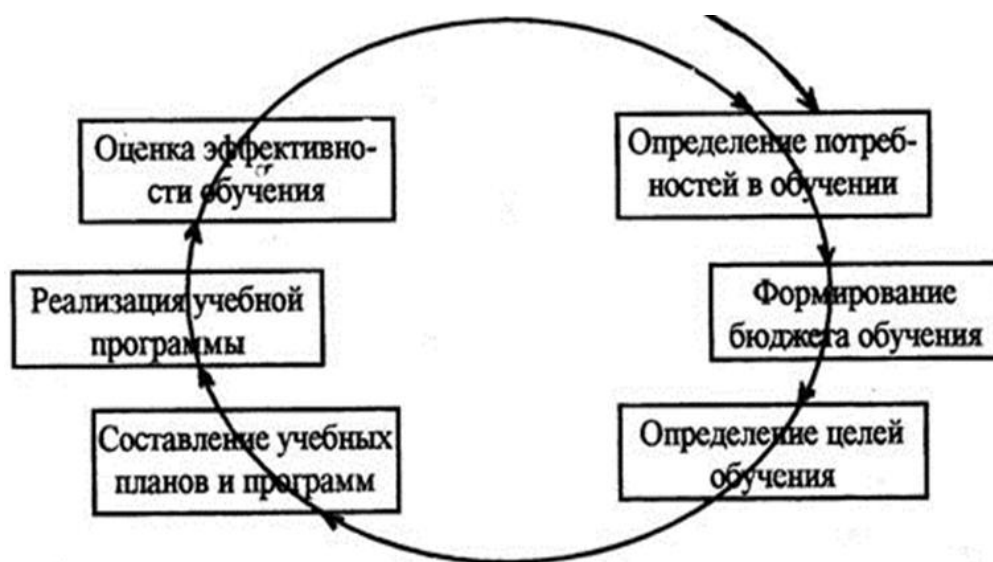 Оценка эффективно-
сти обучения
Определение потреб-
ностей в обучении
Реализация учебной
программы
Формирование
бюджета обучения
Составление учебных
планов и программ
Определение целей
обучения